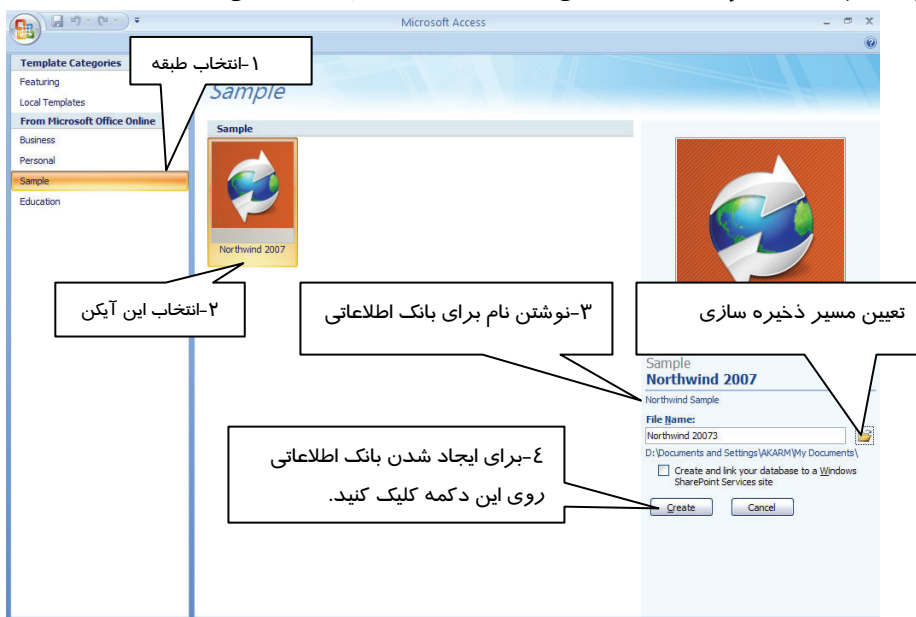 Microsoft Access
Template Categories
Featuring
Local Templates
From Microsoft Office Online
Business
Personal
Sample
Education
۱-انتخاب طبقه
Sample
Sample
Northwind 2007
۲-انتخاب این آیکن
۳-نوشتن نام برای بانک اطلاعاتی
تعیین مسیر ذخیره سازی
Sample
Northwind 2007
Northwind Sample
File Name:
Northwind 20073
D:\Documents and Settings\AKARM\My Documents\
Create and link your database to a Windows
SharePoint Services site
Create
Cancel
٤-برای ایجاد شدن بانک اطلاعاتی
روی این دکمه کلیک کنید.